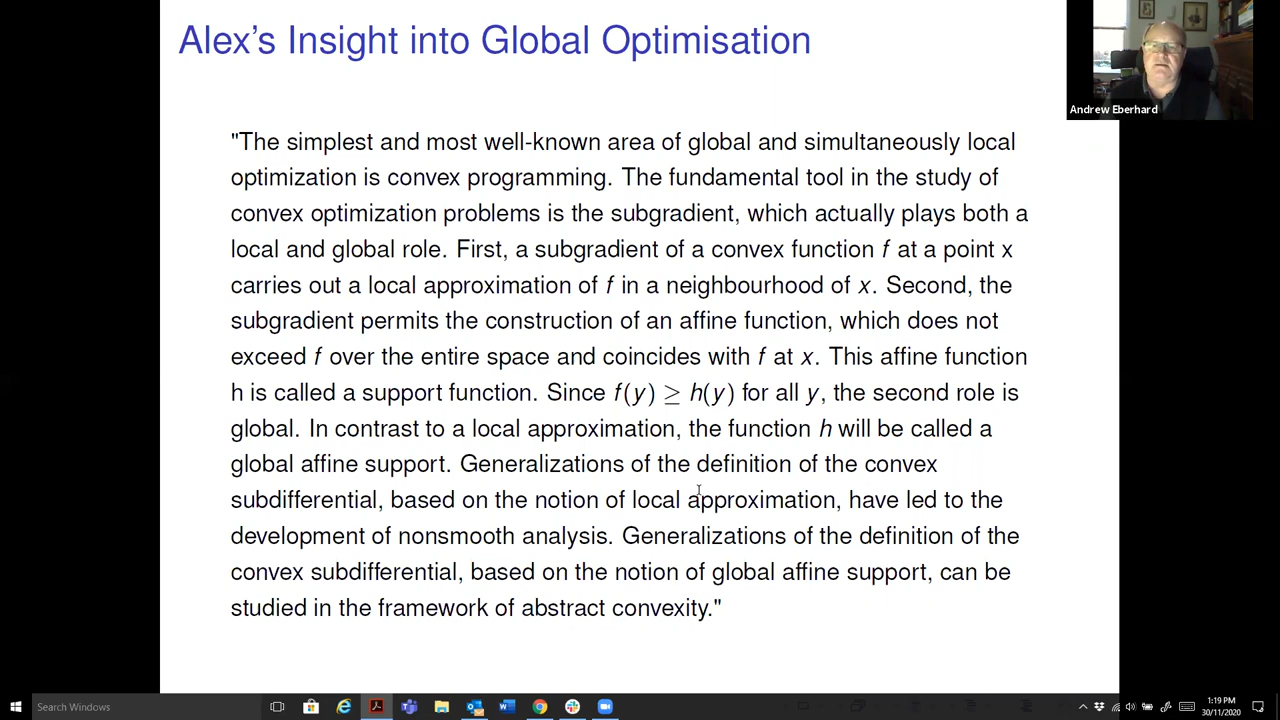 Alex's Insight into Global Optimisation
Andrew Eberhard
"The simplest and most well-known area of global and simultaneously local
optimization is convex programming. The fundamental tool in the study of
convex optimization problems is the subgradient, which actually plays both a
local and global role. First, a subgradient of a convex function f at a point x
carries out a local approximation of f in a neighbourhood of x. Second, the
subgradient permits the construction of an affine function, which does not
exceed f over the entire space and coincides with f at x. This affine function
h is called a support function. Since f(y) ≥ h(y) for all y, the second role is
global. In contrast to a local approximation, the function h will be called a
global affine support. Generalizations of the definition of the convex
subdifferential, based on the notion of local approximation, have led to the
development of nonsmooth analysis. Generalizations of the definition of the
convex subdifferential, based on the notion of global affine support, can be
studied in the framework of abstract convexity."
Search Windows
1:19 PM
30/11/2020